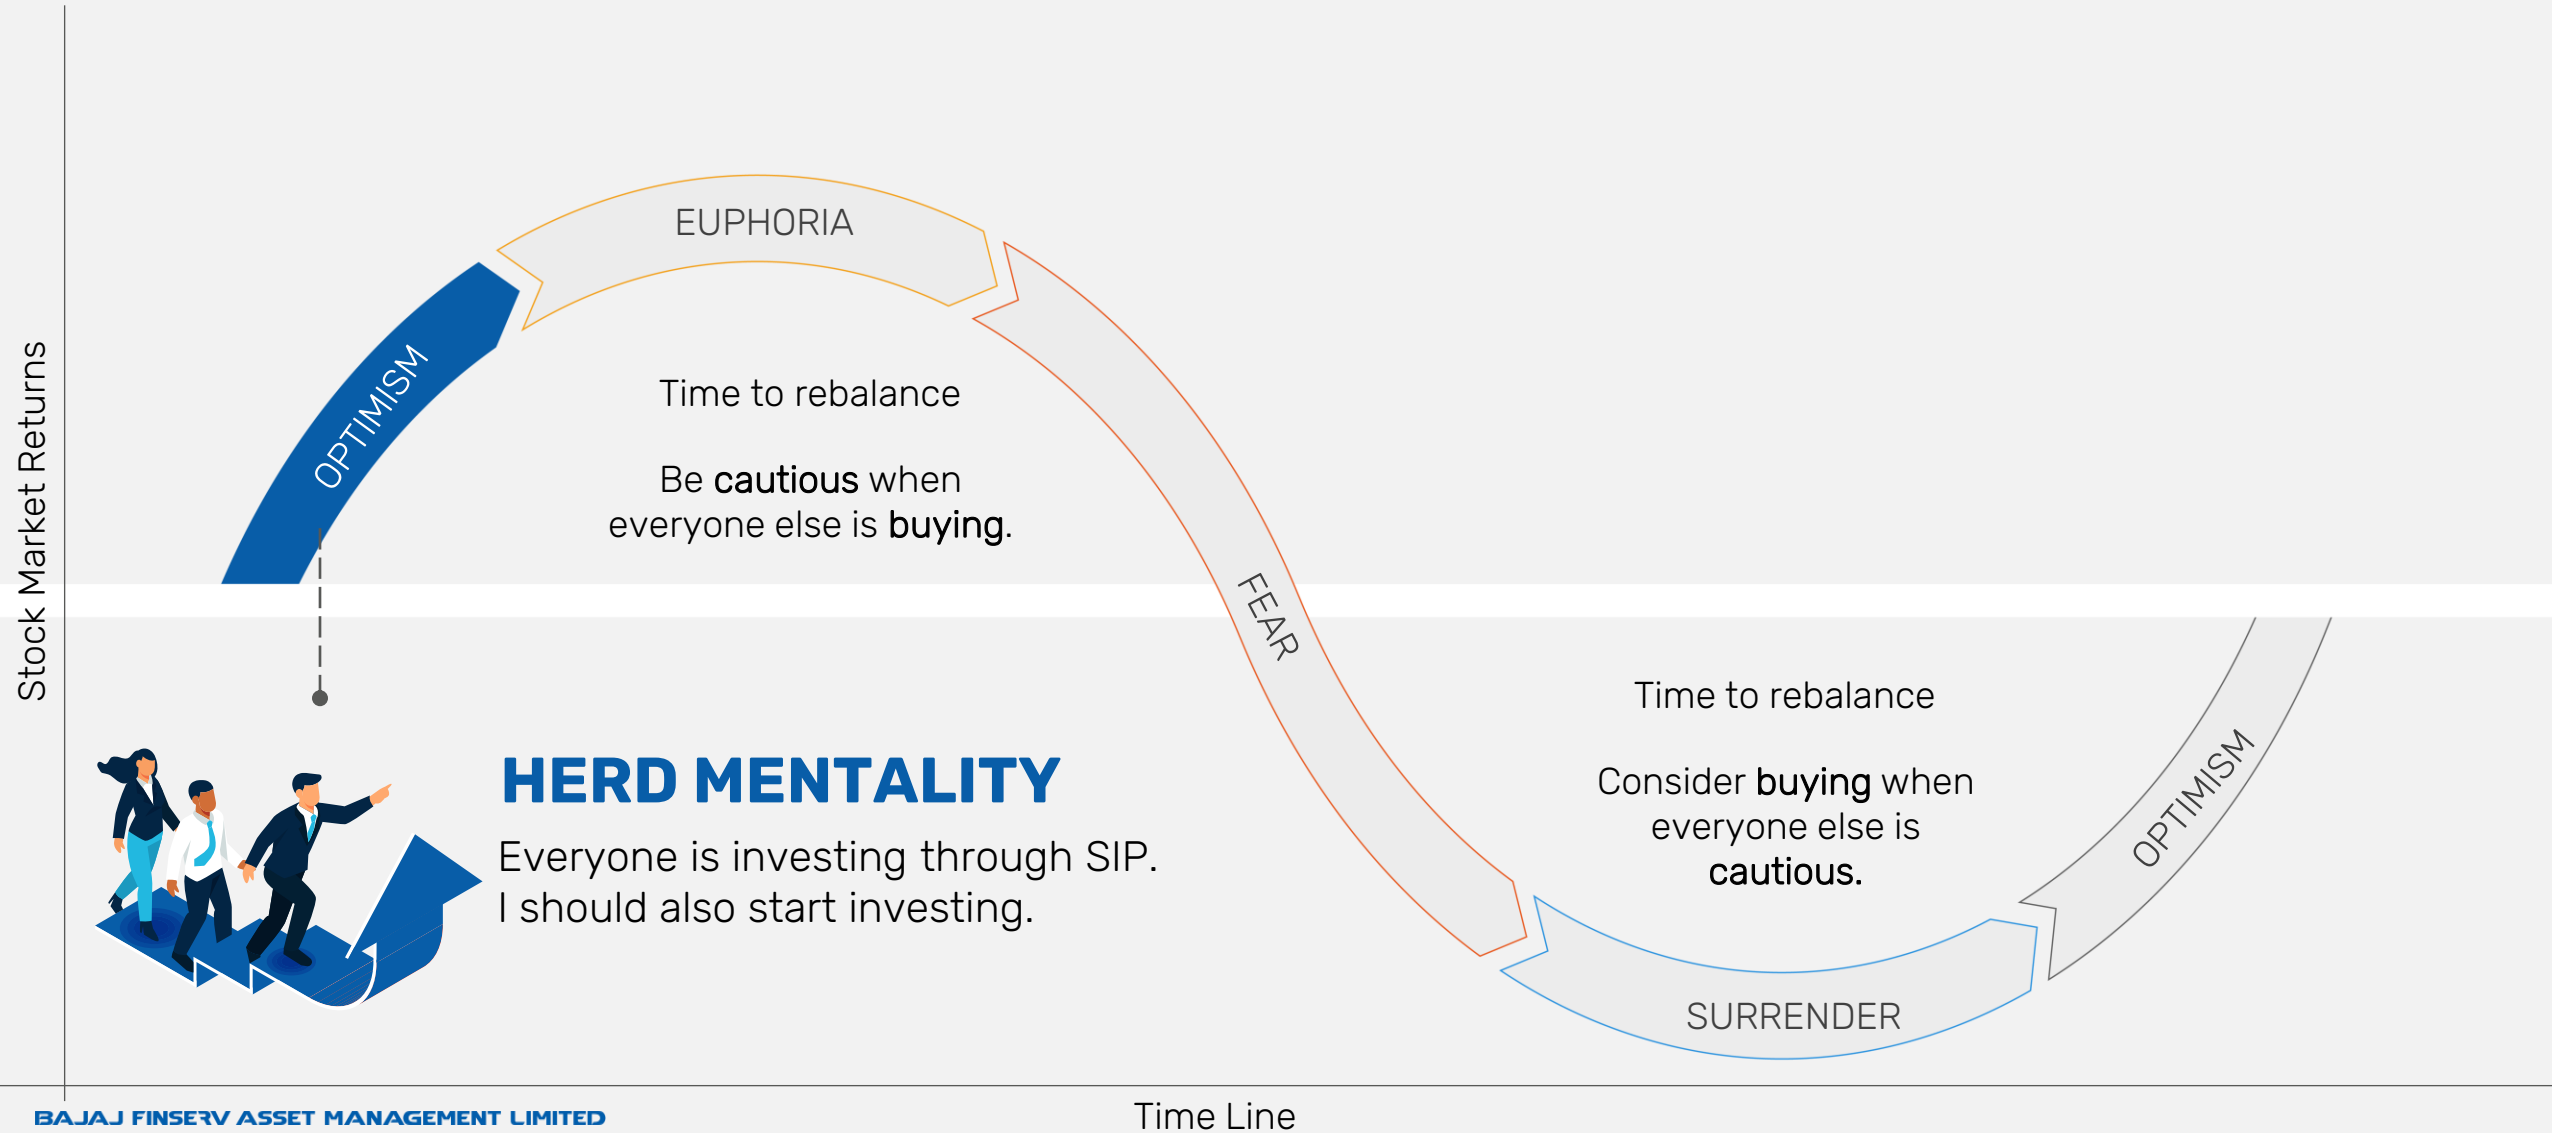 EUPHORIA
OPTIMISM
Time to rebalance
Be cautious when
everyone else is buying.
Stock Market Returns
FEAR
Time to rebalance
Consider buying when
everyone else is
cautious.
OPTIMISM
HERD MENTALITY
Everyone is investing through SIP.
I should also start investing.
SURRENDER
Time Line
BAJAJ FINSERV ASSET MANAGEMENT LIMITED